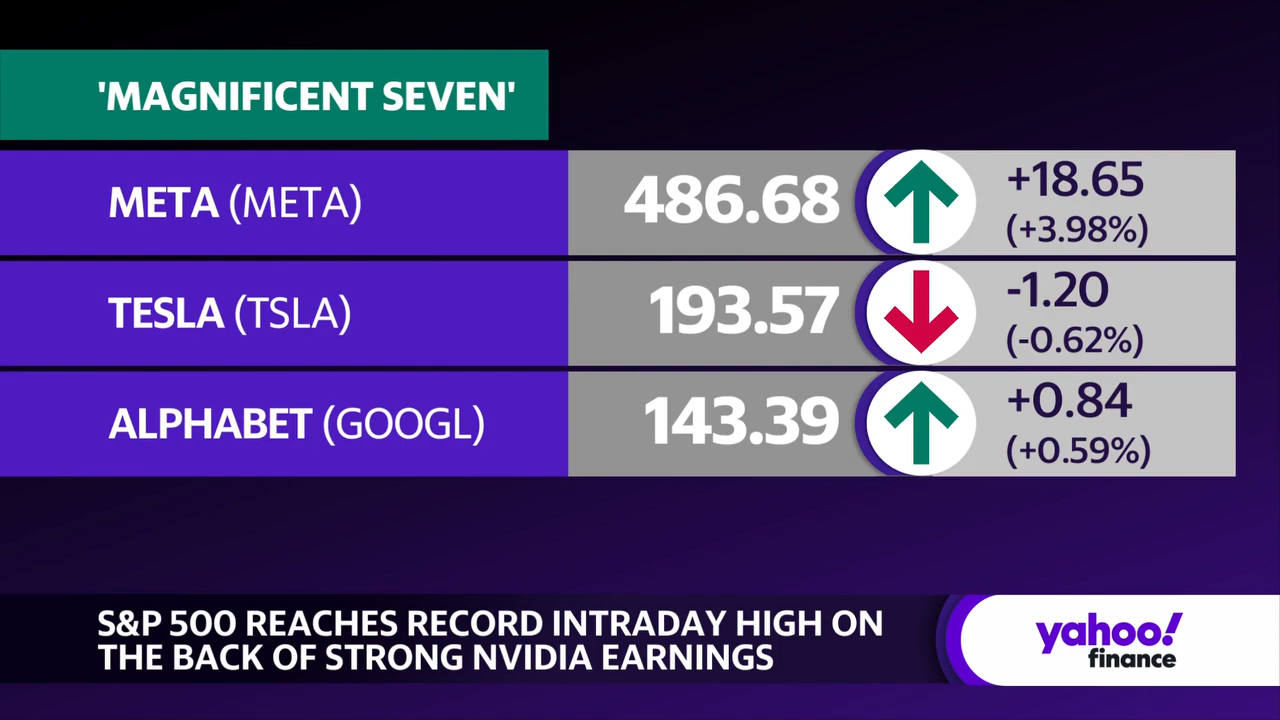 'MAGNIFICENT SEVEN'
META (META) 486.68 +18.65
(+3.98%)
TESLA (TSLA) 193.57 -1.20
(-0.62%)
ALPHABET (GOOGL) 143.39 +0.84
(+0.59%)
S&P 500 REACHES RECORD INTRADAY HIGH ON
THE BACK OF STRONG NVIDIA EARNINGS
yahoo!
finance